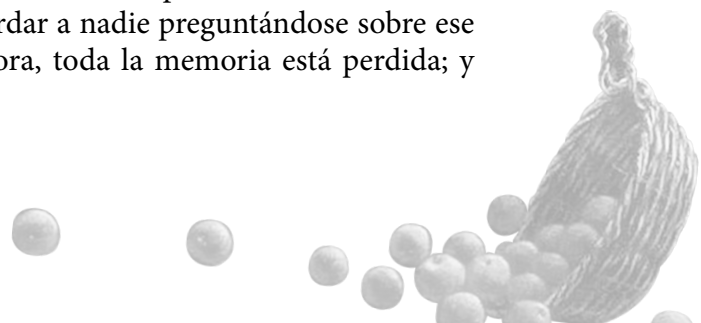 rdar a nadie preguntándose sobre ese
ora, toda la memoria está perdida; y